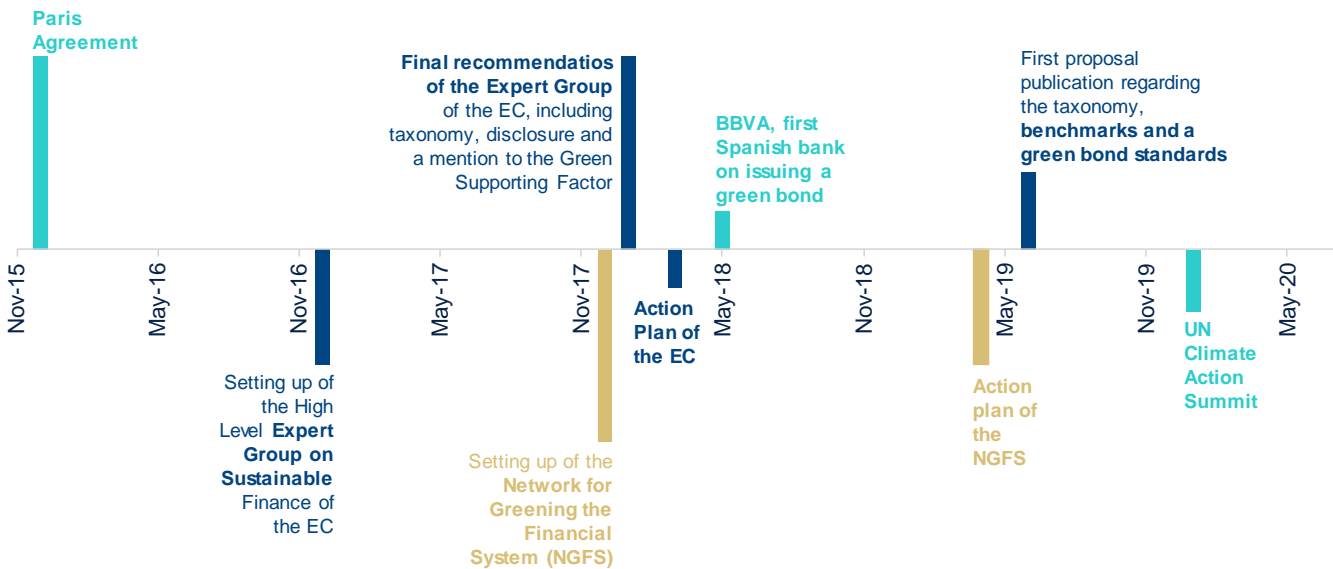 Paris
Agreement
Final recommendatios
of the Expert Group
of the EC, including
taxonomy, disclosure and
a mention to the Green
Supporting Factor
BBVA, first
Spanish bank
on issuing a
green bond
First proposal
publication regarding
the taxonomy,
benchmarks and a
green bond standards
Nov-15
May-16
Nov-16
May-17
Nov-17
May-18
Nov-18
May-19
Nov-19
May-20
Setting up of
the High
Level Expert
Group on
Sustainable
Finance of
the EC
Setting up of the
Network for
Greening the
Financial
System (NGFS)
Action
Plan of
the EC
Action
plan of
the
NGFS
UN
Climate
Action
Summit